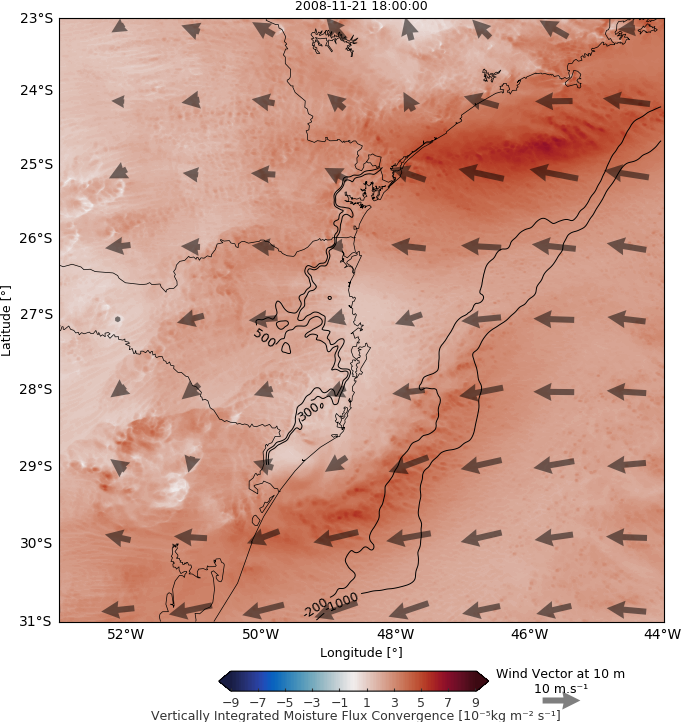 2008-11-21 18:00:00
23°S
24°S
25°S
26°S
27°S
28°S
29°S
30°S
31°S
Latitude [°]
500
300
-200
-1000
52°W 50°W 48°W 46°W 44°W
Longitude [°]
−9 −7 −5 −3 −1 1 3 5 7 9
Vertically Integrated Moisture Flux Convergence [10⁻⁵kg m⁻² s⁻¹]
Wind Vector at 10 m
10 m.s⁻¹